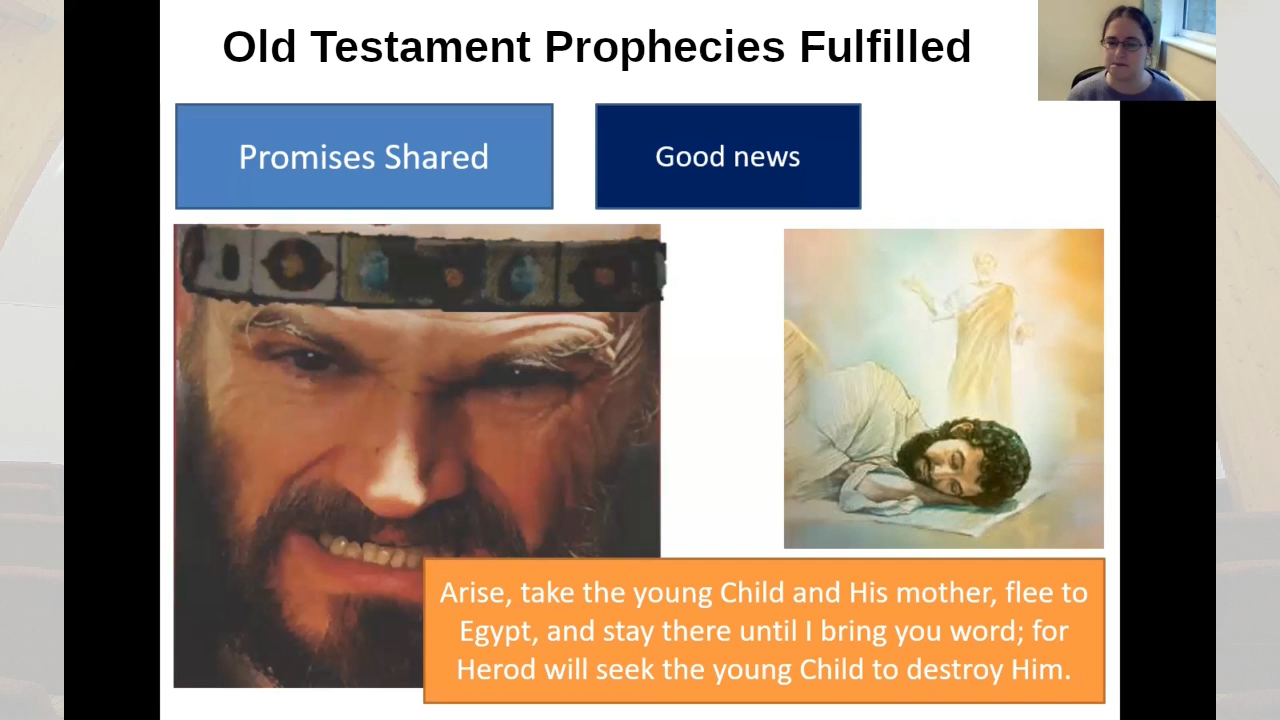 Old Testament Prophecies Fulfilled
Promises Shared
Good news
Arise, take the young Child and His mother, flee to
Egypt, and stay there until I bring you word; for
Herod will seek the young Child to destroy Him.